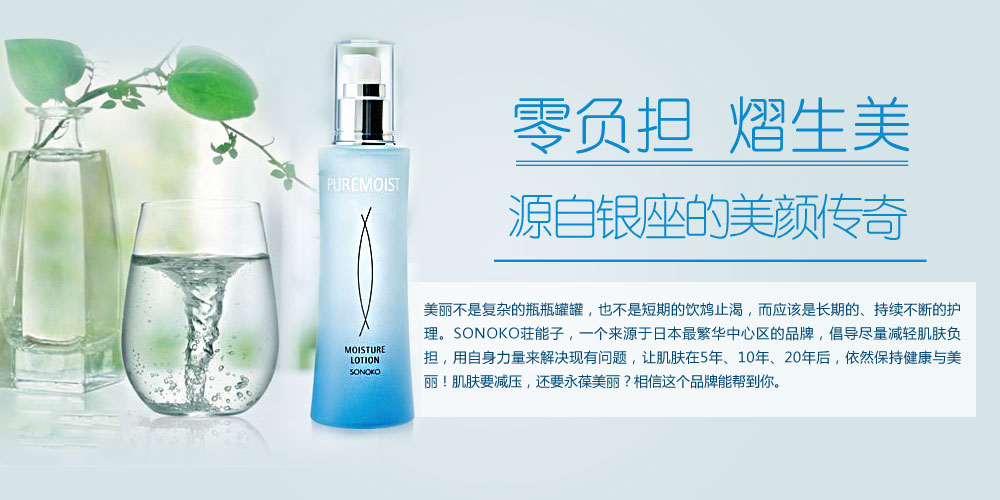 零负担 熠生美
源自银座的美颜传奇
PUREMOIST
MOISTURE
LOTION
SONOKO
美丽不是复杂的瓶瓶罐罐，也不是短期的饮鸩止渴，而应该是长期的、持续不断的护
理。SONOKO荘能子，一个来源于日本最繁华中心区的品牌，倡导尽量减轻肌肤负
担，用自身力量来解决现有问题，让肌肤在5年、10年、20年后，依然保持健康与美
丽！肌肤要减压，还要永葆美丽？相信这个品牌能帮到你。